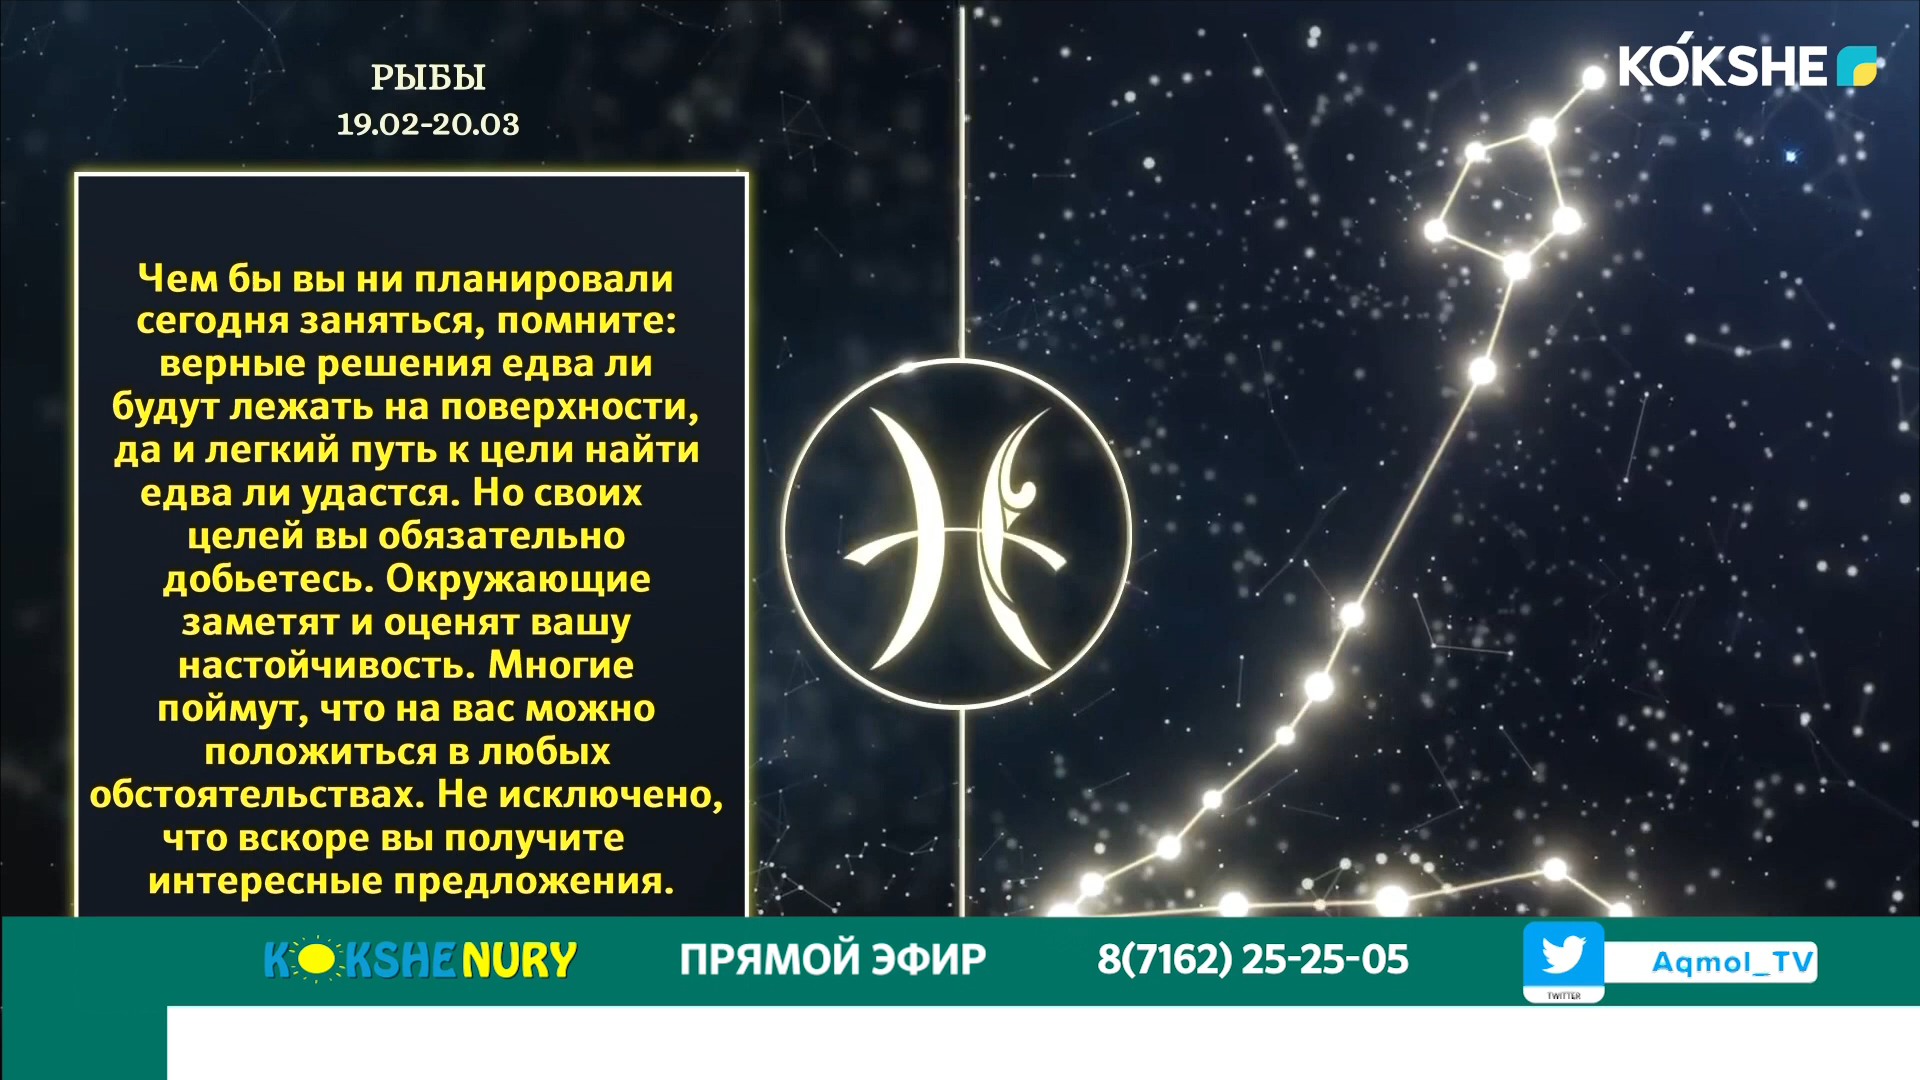 РЫБЫ
19.02-20.03
KÓKSHE
Чем бы вы ни планировали
сегодня заняться, помните:
верные решения едва ли
будут лежать на поверхности,
да и легкий путь к цели найти
едва ли удастся. Но своих
целей вы обязательно
добьетесь. Окружающие
заметят и оценят вашу
настойчивость. Многие
поймут, что на вас можно
положиться в любых
обстоятельствах. Не исключено,
что вскоре вы получите
интересные предложения.
KOKSHE NURY
ПРЯМОЙ ЭФИР
8(7162) 25-25-05
TWITTER
Aqmol_TV